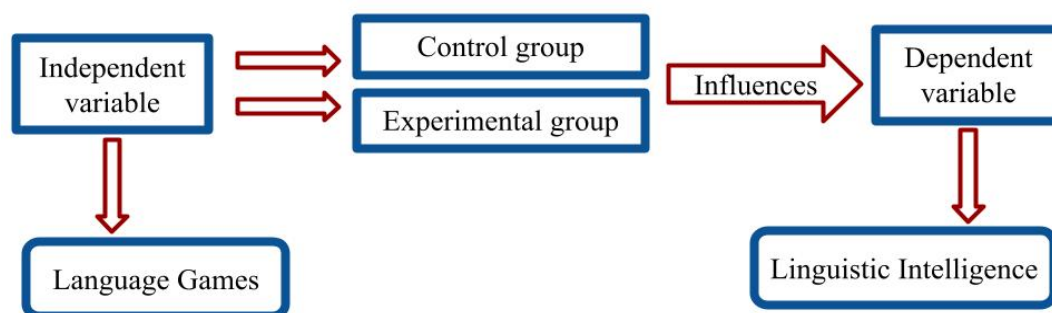 Independent
variable
Control group
Experimental group
Influences
Dependent
variable
Language Games
Linguistic Intelligence